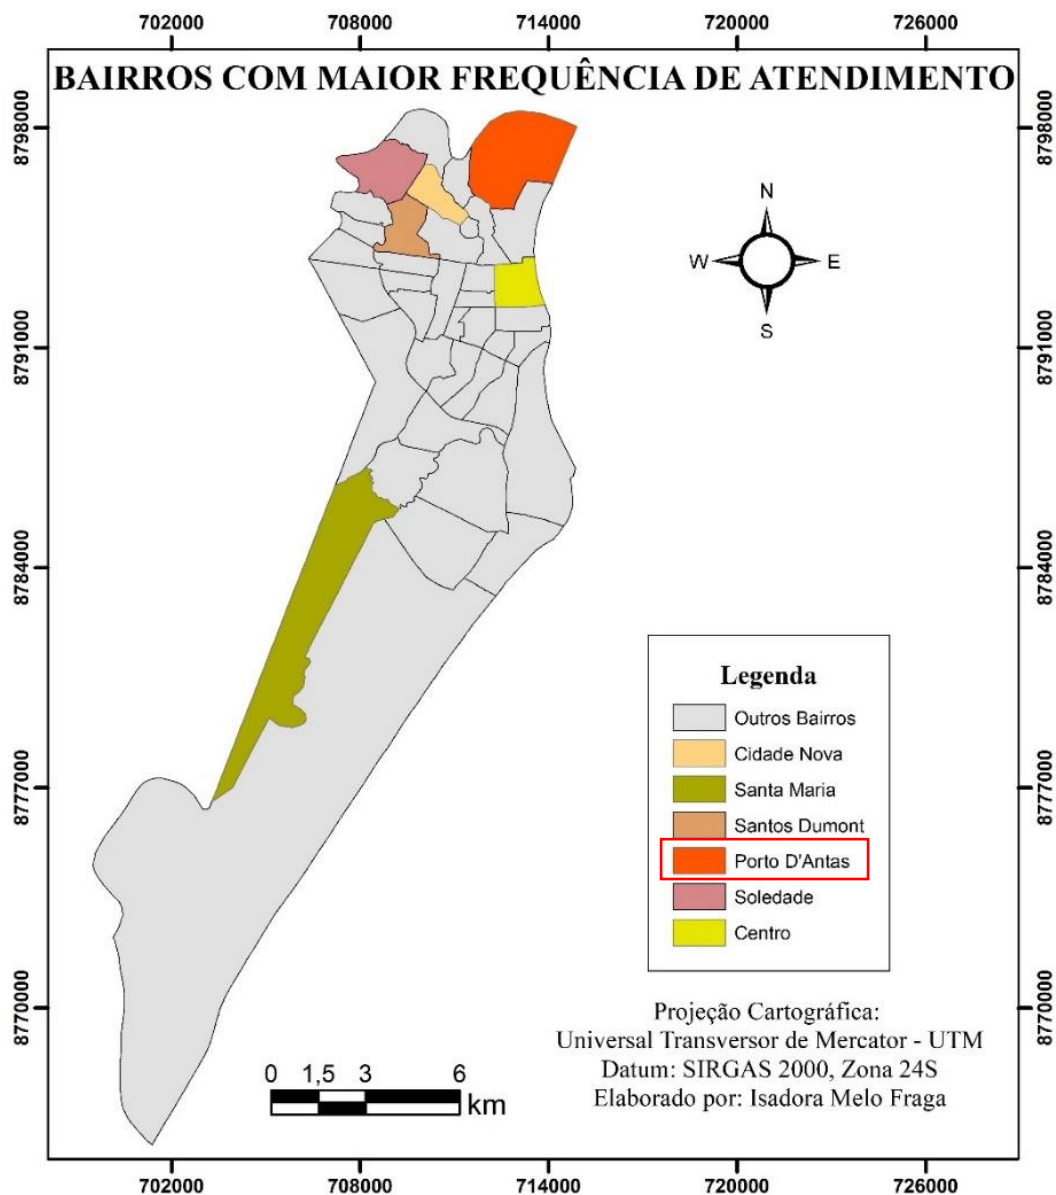 702000 708000 714000 720000 726000
BAIRROS COM MAIOR FREQUÊNCIA DE ATENDIMENTO
8798000 8798000
N
W E
S
8791000 8791000
8784000 8784000
Legenda
Outros Bairros
Cidade Nova
Santa Maria
Santos Dumont
Porto D'Antas
Soledade
Centro
8777000 8777000
8770000 8770000
Projeção Cartográfica:
Universal Transversor de Mercator - UTM
Datum: SIRGAS 2000, Zona 24S
Elaborado por: Isadora Melo Fraga
0 1,5 3 6
km
702000 708000 714000 720000 726000